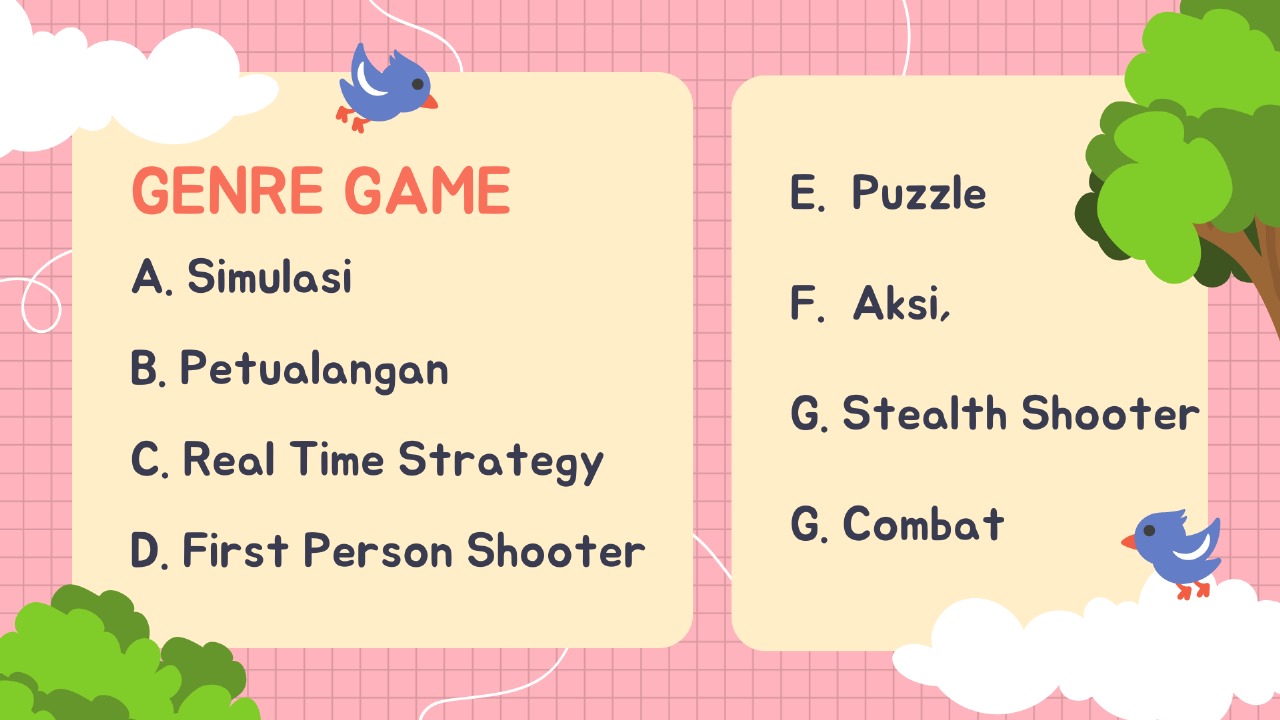 GENRE GAME
A. Simulasi
B. Petualangan
C. Real Time Strategy
D. First Person Shooter
E. Puzzle
F. Aksi,
G. Stealth Shooter
G. Combat